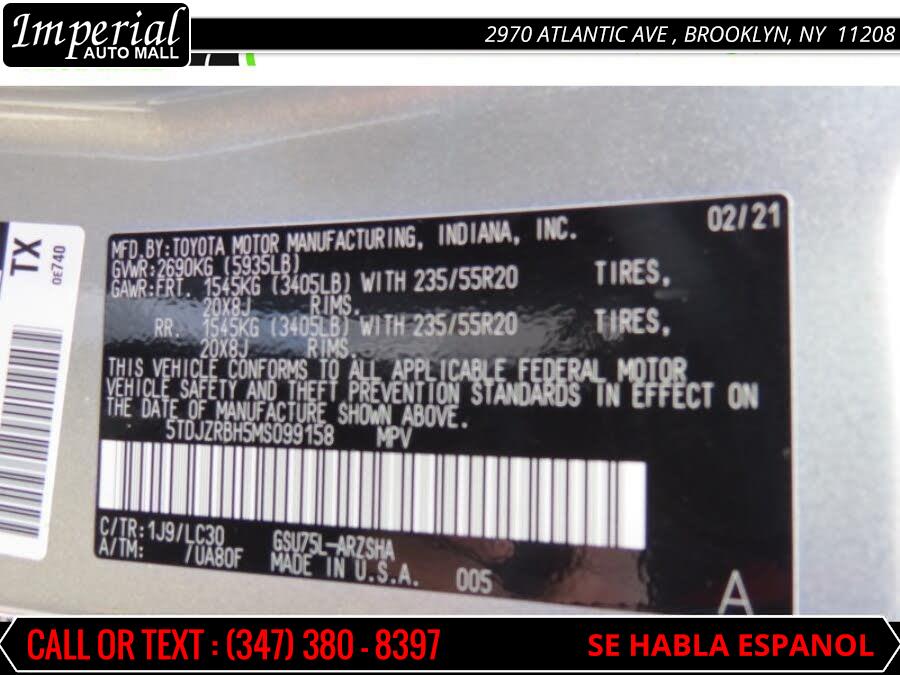 Imperial
AUTO MALL
2970 ATLANTIC AVE , BROOKLYN, NY 11208
TX
0E740
02/21
MFD.BY:TOYOTA MOTOR MANUFACTURING, INDIANA, INC.
GVWR:2690KG (5935LB)
GAWR:FRT. 1545KG (3405LB) WITH 235/55R20 TIRES,
20X8J RIMS.
RR. 1545KG (3405LB) WITH 235/55R20 TIRES,
20X8J RIMS.
THIS VEHICLE CONFORMS TO ALL APPLICABLE FEDERAL MOTOR
VEHICLE SAFETY AND THEFT PREVENTION STANDARDS IN EFFECT ON
THE DATE OF MANUFACTURE SHOWN ABOVE.
5TDJZRBH5MS099158 MPV
C/TR:1J9/LC30 GSU75L-ARZSHA
A/TM: /UA80F MADE IN U.S.A. 005
A
CALL OR TEXT : (347) 380 - 8397
SE HABLA ESPANOL